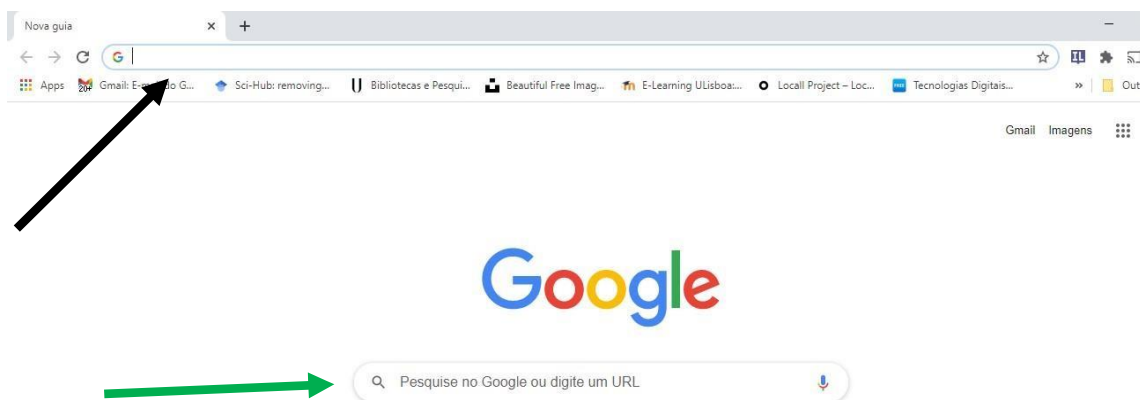 Nova guia
G
Apps Gmail: E- do G... Sci-Hub: removing... Bibliotecas e Pesqui... Beautiful Free Imag... E-Learning ULisboa:... Locall Project – Loc... Tecnologias Digitais... » Out
Gmail Imagens
Google
Pesquise no Google ou digite um URL